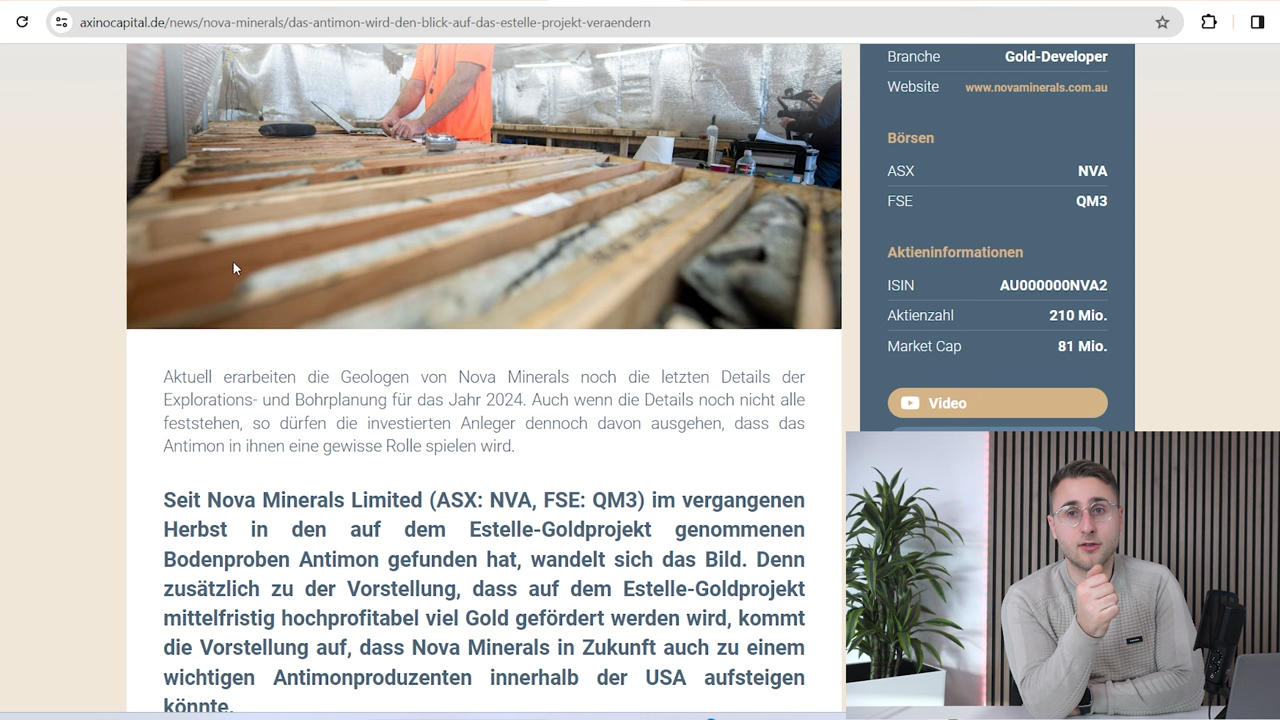 axinocapital.de/news/nova-minerals/das-antimon-wird-den-blick-auf-das-estelle-projekt-veraendern
Branche Gold-Developer
Website www.novaminerals.com.au
Börsen
ASX NVA
FSE QM3
Aktieninformationen
ISIN AU000000NVA2
Aktienzahl 210 Mio.
Market Cap 81 Mio.
Video
Aktuell erarbeiten die Geologen von Nova Minerals noch die letzten Details der
Explorations- und Bohrplanung für das Jahr 2024. Auch wenn die Details noch nicht alle
feststehen, so dürfen die investierten Anleger dennoch davon ausgehen, dass das
Antimon in ihnen eine gewisse Rolle spielen wird.
Seit Nova Minerals Limited (ASX: NVA, FSE: QM3) im vergangenen
Herbst in den auf dem Estelle-Goldprojekt genommenen
Bodenproben Antimon gefunden hat, wandelt sich das Bild. Denn
zusätzlich zu der Vorstellung, dass auf dem Estelle-Goldprojekt
mittelfristig hochprofitabel viel Gold gefördert werden wird, kommt
die Vorstellung auf, dass Nova Minerals in Zukunft auch zu einem
wichtigen Antimonproduzenten innerhalb der USA aufsteigen
könnte.